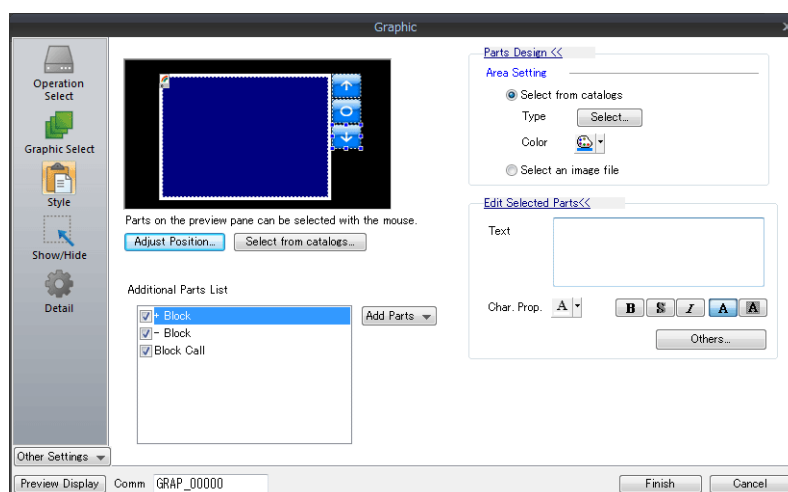 Graphic
Operation
Select
Graphic Select
Style
Show/Hide
Detail
Other Settings
Parts on the preview pane can be selected with the mouse.
Adjust Position...
Select from catalogs...
Additional Parts List
+ Block
- Block
Block Call
Add Parts
Parts Design <<
Area Setting
Select from catalogs
Type
Select...
Color
Select an image file
Edit Selected Parts<<
Text
Char. Prop.
A
B
S
I
A
A
Others...
Preview Display
Comm
GRAP_00000
Finish
Cancel